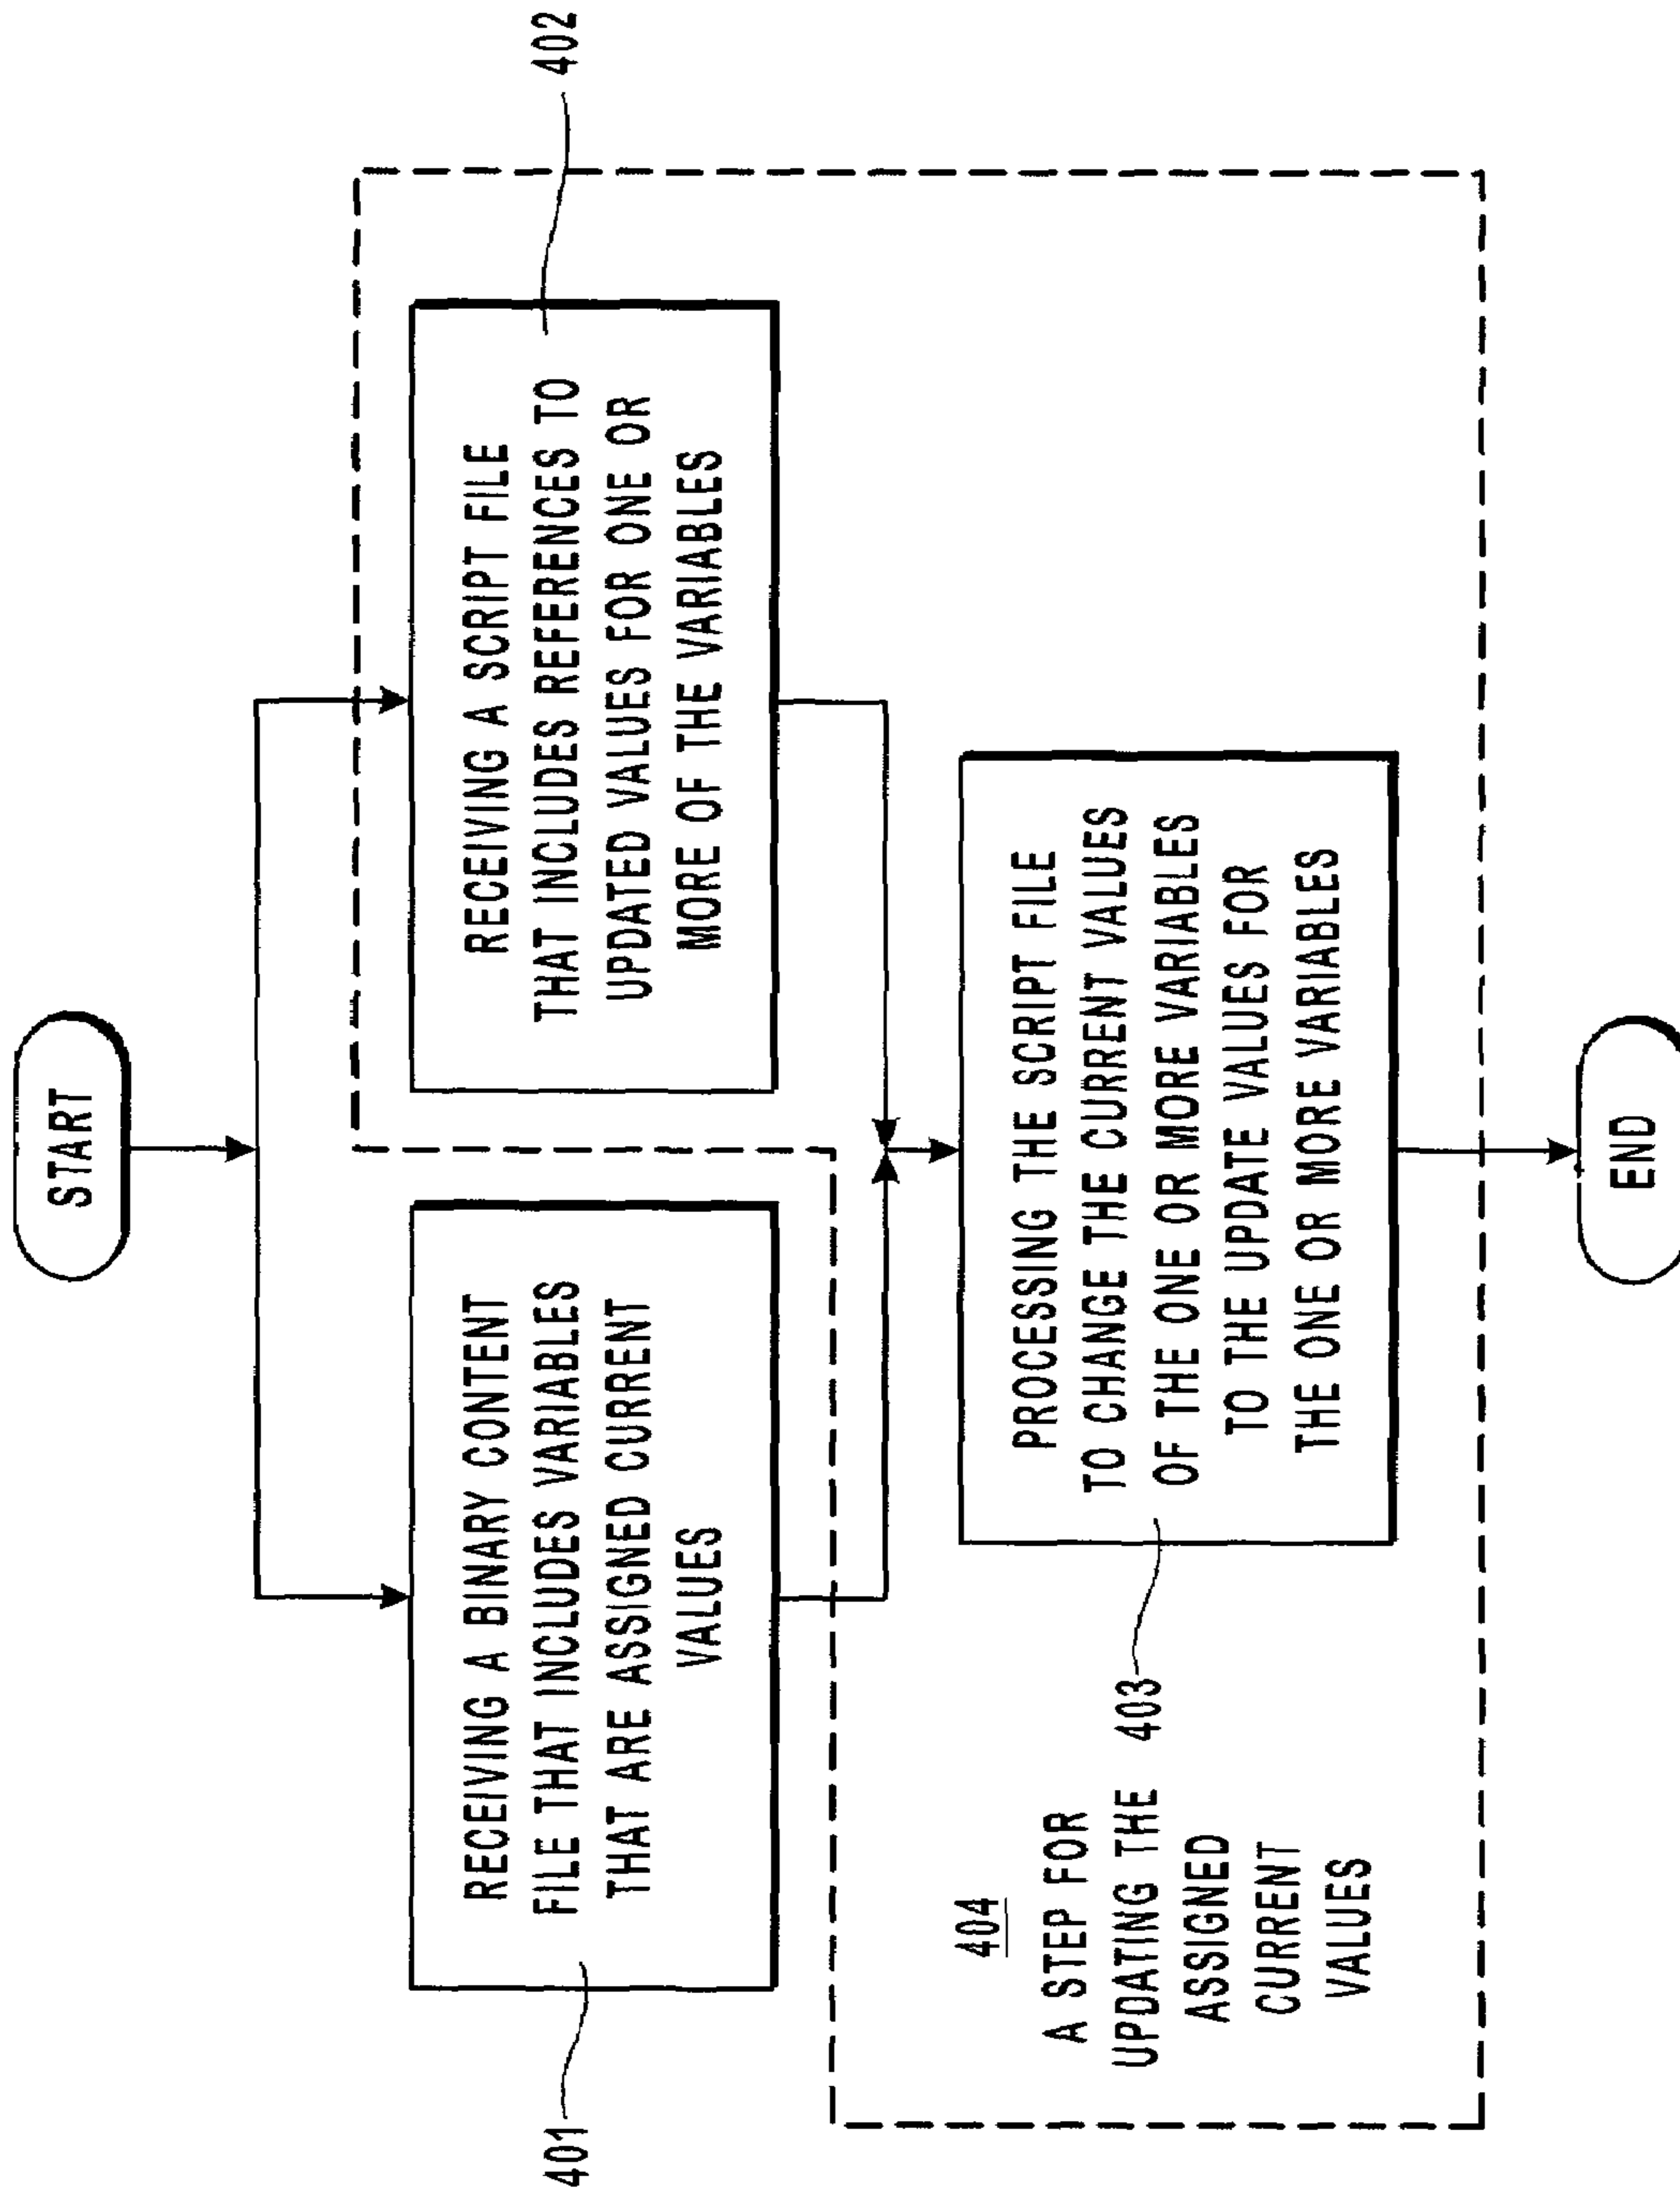 START
401
RECEIVING A BINARY CONTENT
FILE THAT INCLUDES VARIABLES
THAT ARE ASSIGNED CURRENT
VALUES
402
RECEIVING A SCRIPT FILE
THAT INCLUDES REFERENCES TO
UPDATED VALUES FOR ONE OR
MORE OF THE VARIABLES
404
A STEP FOR
UPDATING THE
ASSIGNED
CURRENT
VALUES
403
PROCESSING THE SCRIPT FILE
TO CHANGE THE CURRENT VALUES
OF THE ONE OR MORE VARIABLES
TO THE UPDATE VALUES FOR
THE ONE OR MORE VARIABLES
END